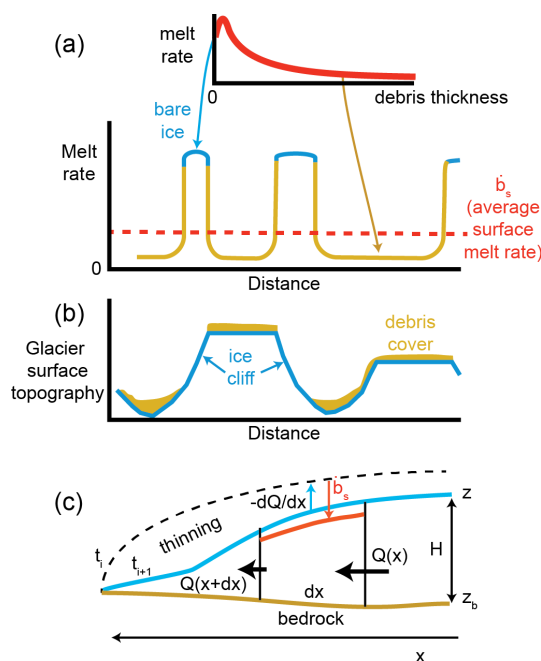 (a)
melt
rate
0
debris thickness
bare
ice
Melt
rate
0
ḃs
(average
surface
melt rate)
Distance
(b)
Glacier
surface
topography
ice
cliff
debris
cover
Distance
(c)
-dQ/dx
ḃs
z
thinning
ti
ti+1
Q(x)
H
Q(x+dx)
dx
zb
bedrock
x